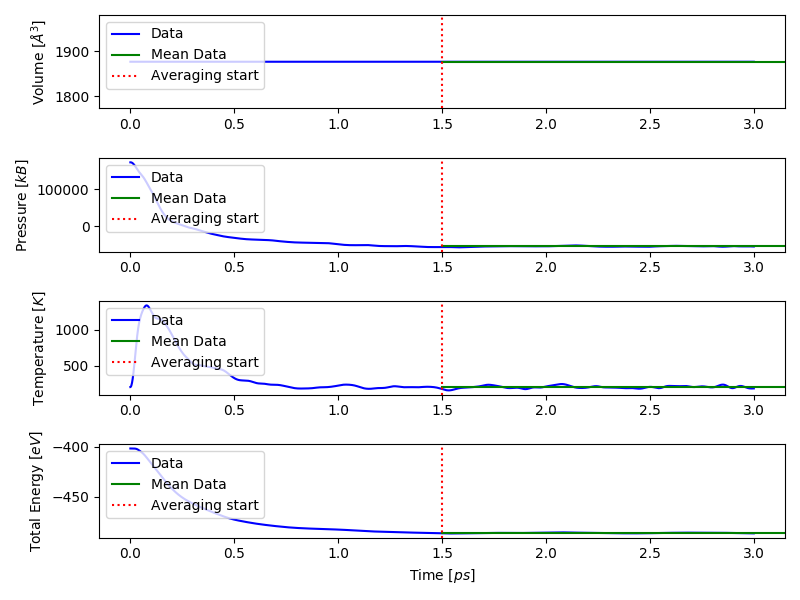 Volume [Å³]
1900
1800
Data
Mean Data
Averaging start
0.0 0.5 1.0 1.5 2.0 2.5 3.0
Pressure [kB]
100000
0
Data
Mean Data
Averaging start
0.0 0.5 1.0 1.5 2.0 2.5 3.0
Temperature [K]
1000
500
Data
Mean Data
Averaging start
0.0 0.5 1.0 1.5 2.0 2.5 3.0
Total Energy [eV]
−400
−450
Data
Mean Data
Averaging start
0.0 0.5 1.0 1.5 2.0 2.5 3.0
Time [ps]